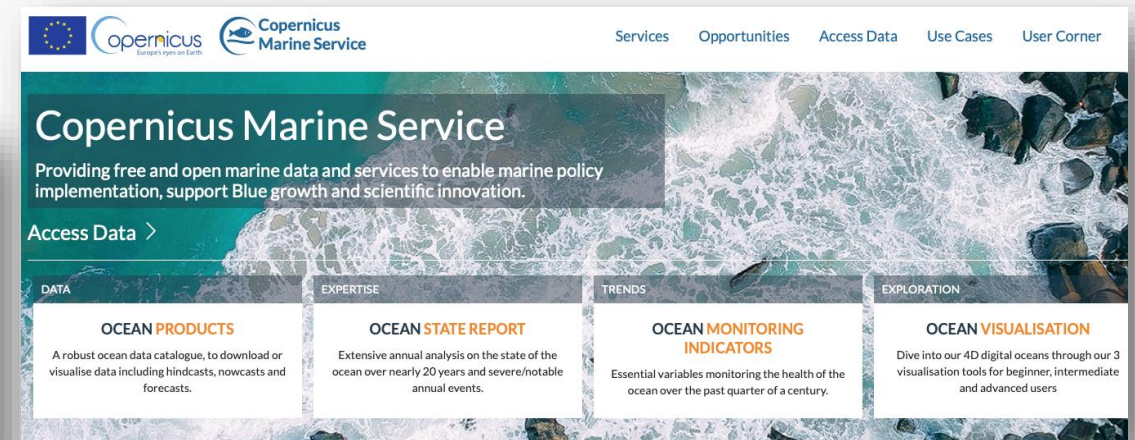 opernicus
Europe's eyes on Earth
Copernicus
Marine Service
Services Opportunities Access Data Use Cases User Corner
Copernicus Marine Service
Providing free and open marine data and services to enable marine policy
implementation, support Blue growth and scientific innovation.
Access Data
DATA
OCEAN PRODUCTS
A robust ocean data catalogue, to download or
visualise data including hindcasts, nowcasts and
forecasts.
EXPERTISE
OCEAN STATE REPORT
Extensive annual analysis on the state of the
ocean over nearly 20 years and severe/notable
annual events.
TRENDS
OCEAN MONITORING
INDICATORS
Essential variables monitoring the health of the
ocean over the past quarter of a century.
EXPLORATION
OCEAN VISUALISATION
Dive into our 4D digital oceans through our 3
visualisation tools for beginner, intermediate
and advanced users